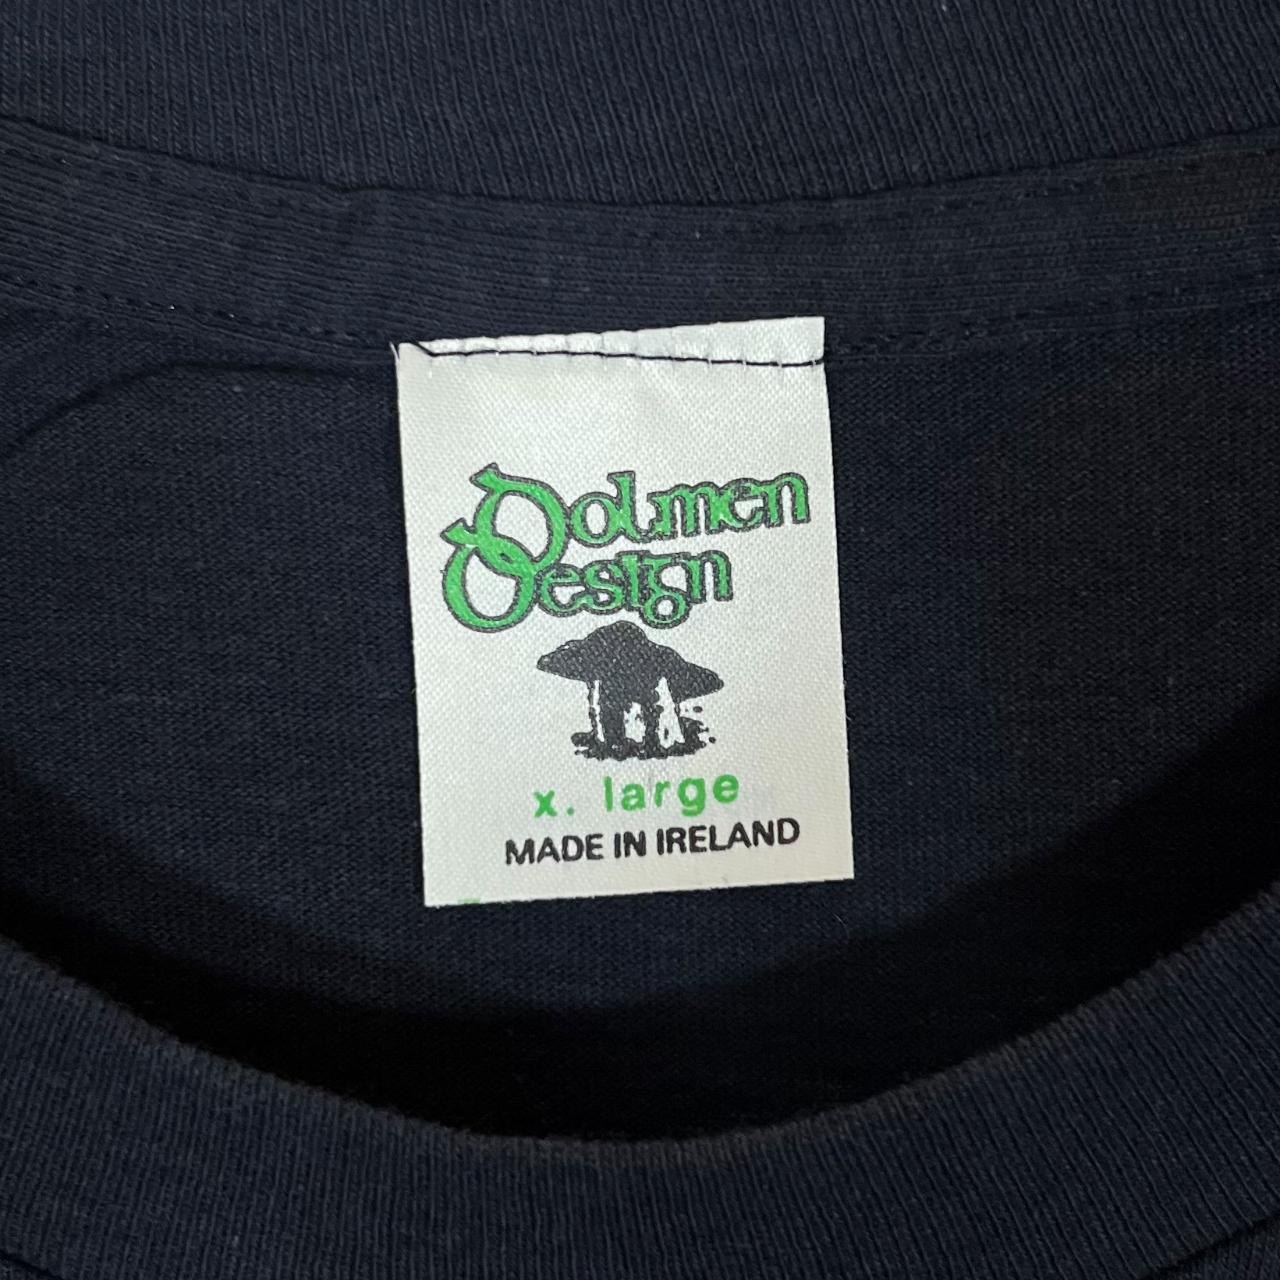 Dolmen
Design
x. large
MADE IN IRELAND